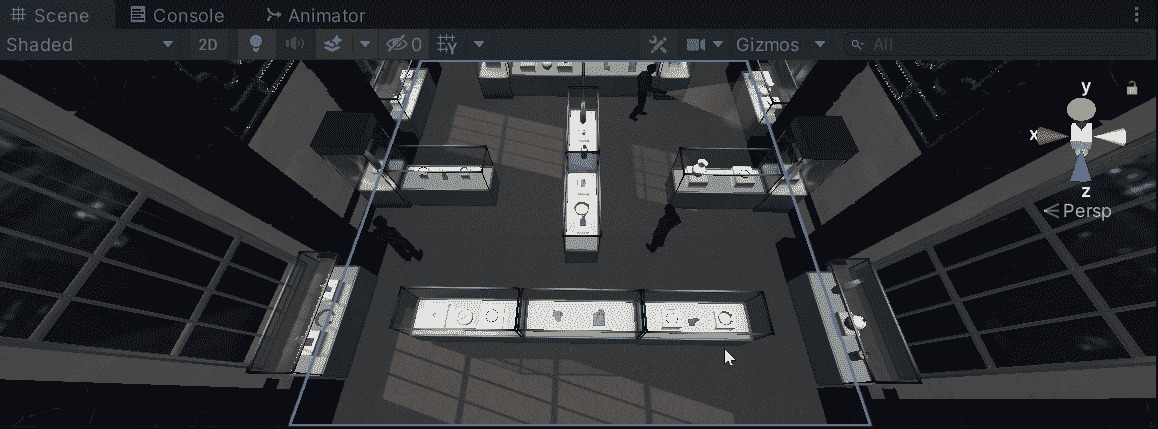 Scene Console Animator
Shaded 2D 0 Gizmos All
y
x
z
Persp